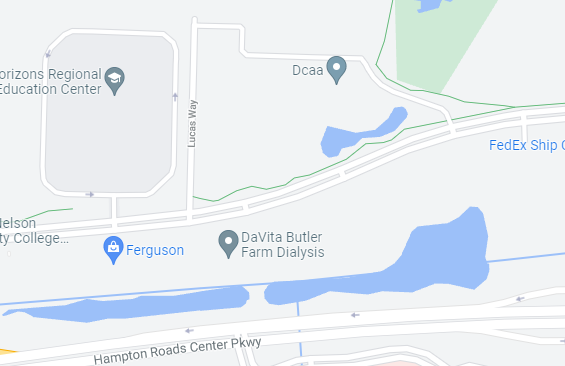 orizons Regional
Education Center
Dcaa
Lucas Way
FedEx Ship C
Nelson
ty College...
Ferguson
DaVita Butler
Farm Dialysis
Hampton Roads Center Pkwy